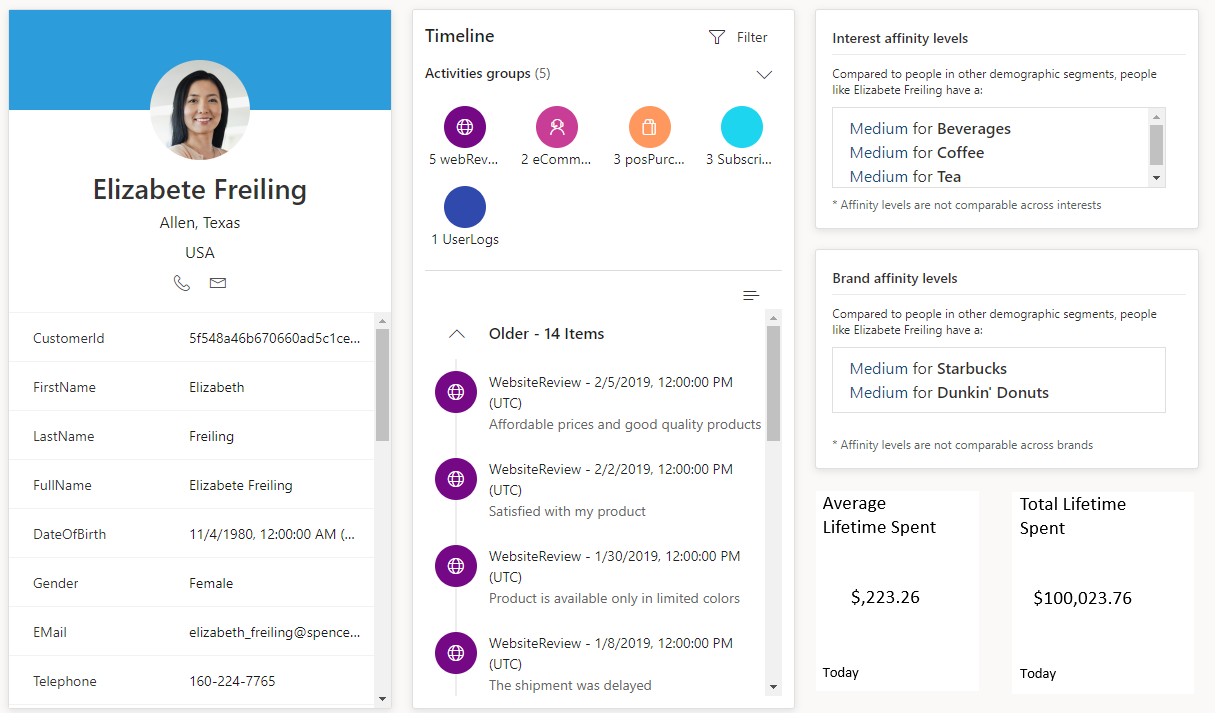 Elizabete Freiling
Allen, Texas
USA
CustomerId 5f548a46b670660ad5c1ce...
FirstName Elizabeth
LastName Freiling
FullName Elizabete Freiling
DateOfBirth 11/4/1980, 12:00:00 AM (...
Gender Female
EMail elizabeth_freiling@spence...
Telephone 160-224-7765
Timeline
Filter
Activities groups (5)
5 webRev...
2 eComm...
3 posPurc...
3 Subscri...
1 UserLogs
Older - 14 Items
WebsiteReview - 2/5/2019, 12:00:00 PM
(UTC)
Affordable prices and good quality products
WebsiteReview - 2/2/2019, 12:00:00 PM
(UTC)
Satisfied with my product
WebsiteReview - 1/30/2019, 12:00:00 PM
(UTC)
Product is available only in limited colors
WebsiteReview - 1/8/2019, 12:00:00 PM
(UTC)
The shipment was delayed
Interest affinity levels
Compared to people in other demographic segments, people
like Elizabete Freiling have a:
Medium for Beverages
Medium for Coffee
Medium for Tea
* Affinity levels are not comparable across interests
Brand affinity levels
Compared to people in other demographic segments, people
like Elizabete Freiling have a:
Medium for Starbucks
Medium for Dunkin' Donuts
* Affinity levels are not comparable across brands
Average
Lifetime Spent
$,223.26
Today
Total Lifetime
Spent
$100,023.76
Today